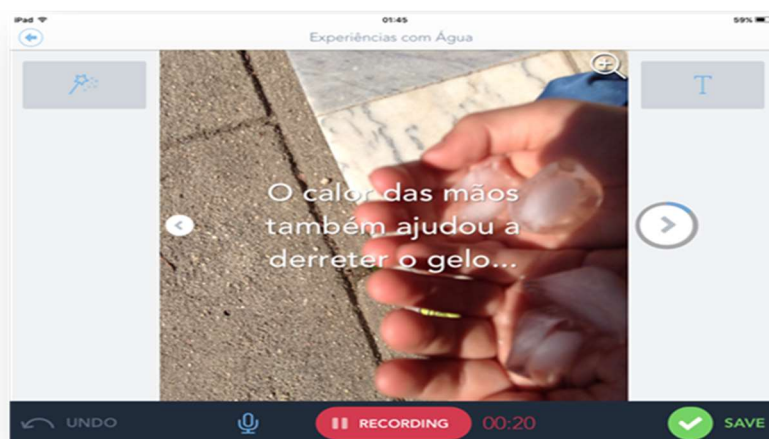 iPad 01:45 59%
Experiências com Água
T
O calor das mãos
também ajudou a
derreter o gelo...
UNDO RECORDING 00:20 SAVE